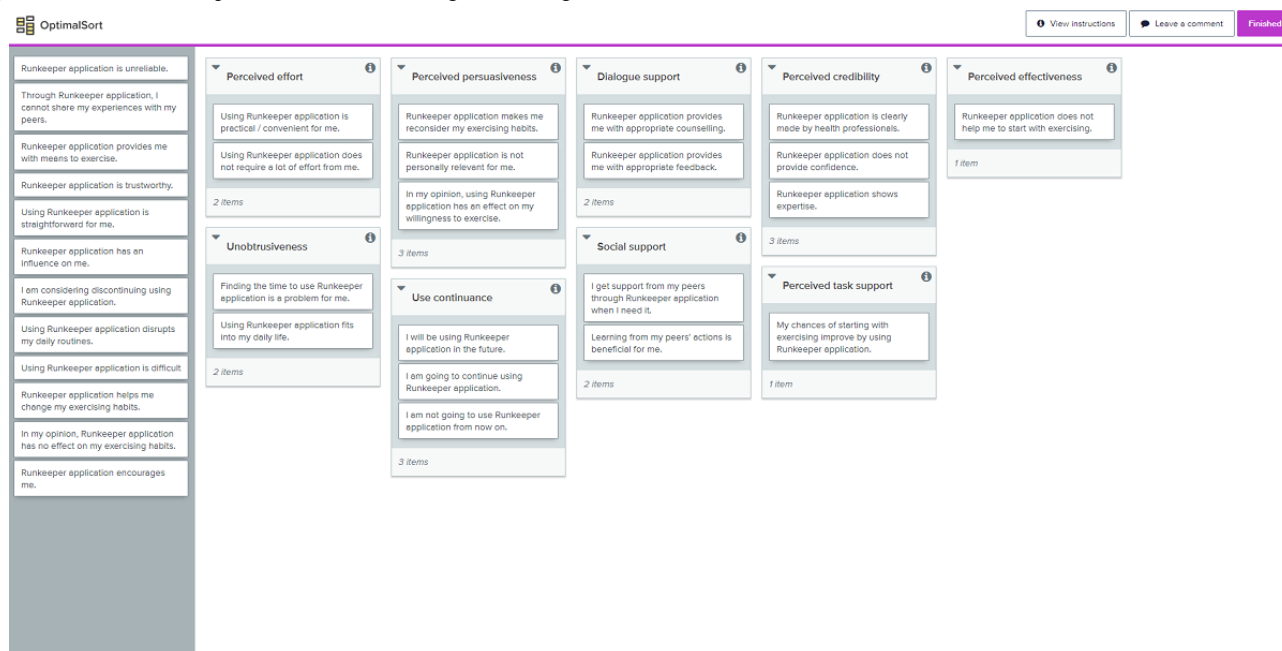 OptimalSort
View instructions
Leave a comment
Finished
Runkeeper application is unreliable.
Through Runkeeper application, I
cannot share my experiences with my
peers.
Runkeeper application provides me
with means to exercise.
Runkeeper application is trustworthy.
Using Runkeeper application is
straightforward for me.
Runkeeper application has an
influence on me.
I am considering discontinuing using
Runkeeper application.
Using Runkeeper application disrupts
my daily routines.
Using Runkeeper application is difficult
Runkeeper application helps me
change my exercising habits.
In my opinion, Runkeeper application
has no effect on my exercising habits.
Runkeeper application encourages
me.
Perceived effort
Using Runkeeper application is
practical / convenient for me.
Using Runkeeper application does
not require a lot of effort from me.
2 items
Unobtrusiveness
Finding the time to use Runkeeper
application is a problem for me.
Using Runkeeper application fits
into my daily life.
2 items
Perceived persuasiveness
Runkeeper application makes me
reconsider my exercising habits.
Runkeeper application is not
personally relevant for me.
In my opinion, using Runkeeper
application has an effect on my
willingness to exercise.
3 items
Use continuance
I will be using Runkeeper
application in the future.
I am going to continue using
Runkeeper application.
I am not going to use Runkeeper
application from now on.
3 items
Dialogue support
Runkeeper application provides
me with appropriate counselling.
Runkeeper application provides
me with appropriate feedback.
2 items
Social support
I get support from my peers
through Runkeeper application
when I need it.
Learning from my peers' actions is
beneficial for me.
2 items
Perceived credibility
Runkeeper application is clearly
made by health professionals.
Runkeeper application does not
provide confidence.
Runkeeper application shows
expertise.
3 items
Perceived task support
My chances of starting with
exercising improve by using
Runkeeper application.
1 item
Perceived effectiveness
Runkeeper application does not
help me to start with exercising.
1 item